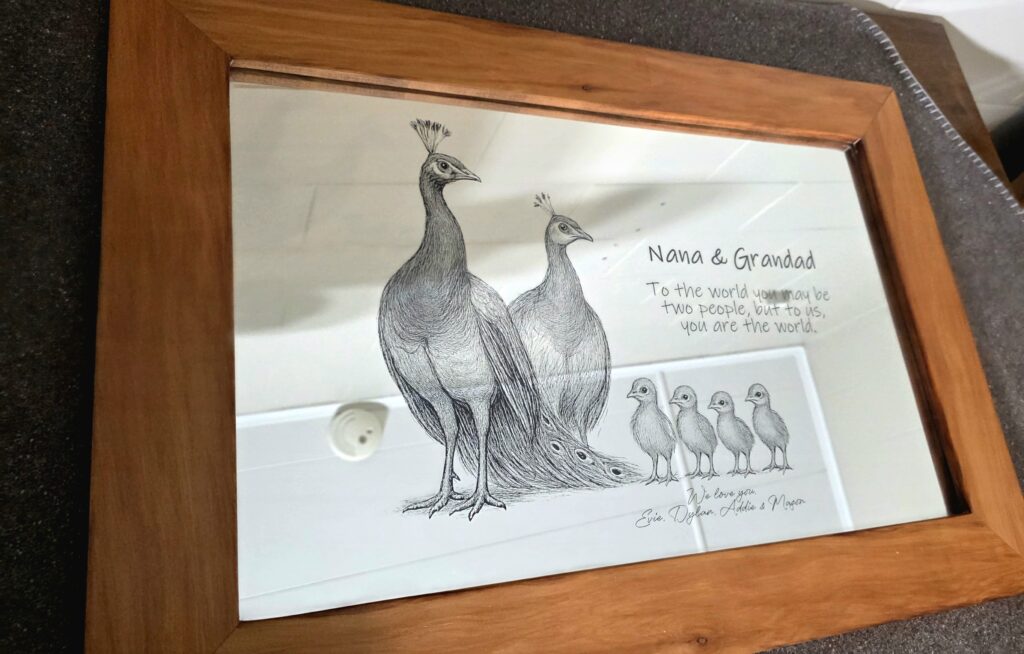 Nana & Grandad
To the world you may be
two people, but to us,
you are the world.
We love you,
Evie, Dylan, Addie & Mason